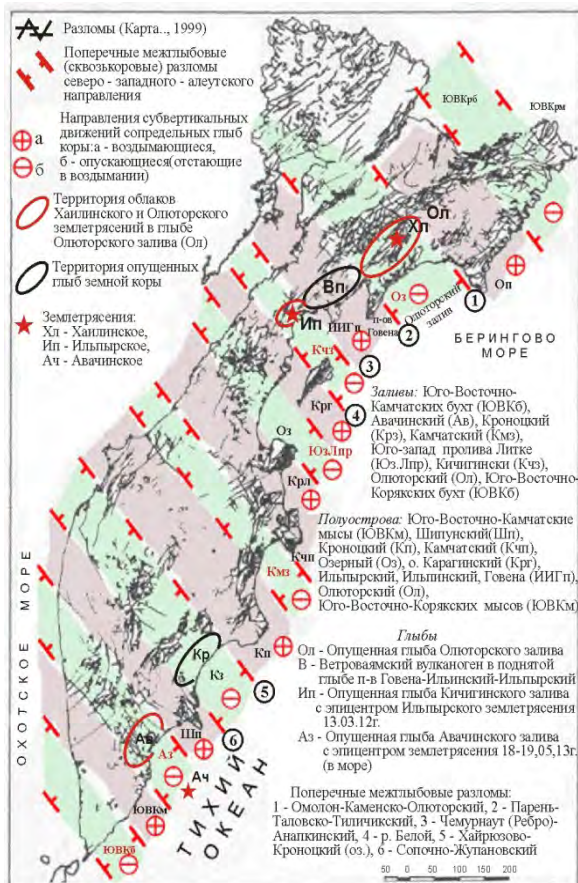 Разломы (Карта.., 1999)
Поперечные межглыбовые
(сквозькоровые) разломы
северо - западного - алеутского
направления
Направления субвертикальных
движений сопредельных глыб
коры:а - воздымающиеся,
б - опускающиеся(отстающие
в воздымании)
а
б
Территория облаков
Хаилинского и Олюторского
землетрясений в глыбе
Олюторского залива (Ол)
Территория опущенных
глыб земной коры
Землетрясения:
Хл - Хаилинское,
Ип - Ильпырское,
Ач - Авачинское
ЮВКрб
ЮВКрм
Ол
Хл
Вп
Оп
Оз
Олюторский
залив
1
п-ов
Говена
2
БЕРИНГОВО
МОРЕ
Ип
ИИГп
Кчз
3
Крг
4
Оз
Юз.Лпр
Крл
Кчп
Кмз
Кр
Кп
Кз
5
Шп
6
Ав
Аз
Ач
ЮВКм
ЮВКб
ОХОТСКОЕ МОРЕ
ТИХИЙ
ОКЕАН
Заливы: Юго-Восточно-
Камчатских бухт (ЮВКб),
Авачинский (Ав), Кроноцкий
(Крз), Камчатский (Кмз),
Юго-запад пролива Литке
(Юз.Лпр), Кичигински (Кчз),
Олюторский (Ол), Юго-Восточно-
Корякских бухт (ЮВКб)
Полуострова: Юго-Восточно-Камчатские
мысы (ЮВКм), Шипунский(Шп),
Кроноцкий (Кп), Камчатский (Кчп),
Озерный (Оз), о. Карагинский (Крг),
Ильпырский, Ильпинский, Говена (ИИГп),
Олюторский (Ол),
Юго-Восточно-Корякских мысов (ЮВКм)
Глыбы
Ол - Опущенная глыба Олюторского залива
В - Ветроваямский вулканоген в поднятой
глыбе п-в Говена-Ильинский-Ильпырский
Ип - Опущенная глыба Кичигинского залива
с эпицентром Ильпырского землетрясения
13.03.12г.
Аз - Опущенная глыба Авачинского залива
с эпицентром землетрясения 18-19,05,13г.
(в море)
Поперечные межглыбовые разломы:
1 - Омолон-Каменско-Олюторский, 2 - Парень-
Таловско-Тиличикский, 3 - Чемурнаут (Ребро)-
Анапкинский, 4 - р. Белой, 5 - Хайрюзово-
Кроноцкий (оз.), 6 - Сопочно-Жупановский
50 0 50 100 150 200